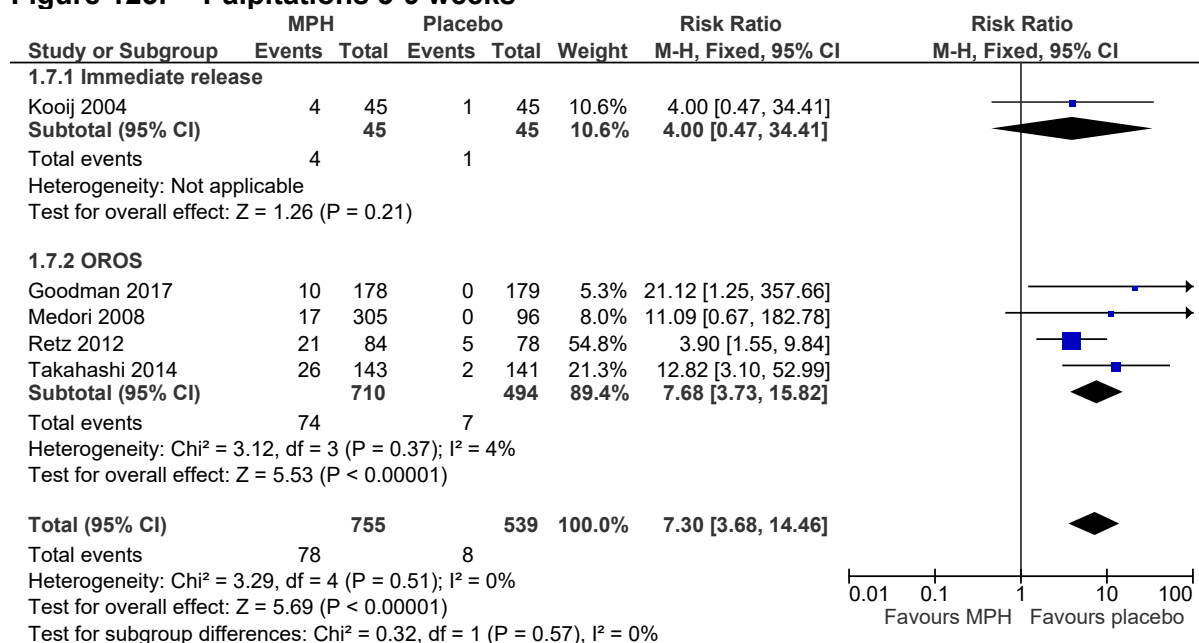 MPH Placebo Risk Ratio Risk Ratio
Study or Subgroup Events Total Events Total Weight M-H, Fixed, 95% CI M-H, Fixed, 95% CI
1.7.1 Immediate release
Kooij 2004 4 45 1 45 10.6% 4.00 [0.47, 34.41]
Subtotal (95% CI) 45 45 10.6% 4.00 [0.47, 34.41]
Total events 4 1
Heterogeneity: Not applicable
Test for overall effect: Z = 1.26 (P = 0.21)
1.7.2 OROS
Goodman 2017 10 178 0 179 5.3% 21.12 [1.25, 357.66]
Medori 2008 17 305 0 96 8.0% 11.09 [0.67, 182.78]
Retz 2012 21 84 5 78 54.8% 3.90 [1.55, 9.84]
Takahashi 2014 26 143 2 141 21.3% 12.82 [3.10, 52.99]
Subtotal (95% CI) 710 494 89.4% 7.68 [3.73, 15.82]
Total events 74 7
Heterogeneity: Chi² = 3.12, df = 3 (P = 0.37); I² = 4%
Test for overall effect: Z = 5.53 (P < 0.00001)
Total (95% CI) 755 539 100.0% 7.30 [3.68, 14.46]
Total events 78 8
Heterogeneity: Chi² = 3.29, df = 4 (P = 0.51); I² = 0%
Test for overall effect: Z = 5.69 (P < 0.00001)
Test for subgroup differences: Chi² = 0.32, df = 1 (P = 0.57), I² = 0%
0.01 0.1 1 10 100
Favours MPH Favours placebo